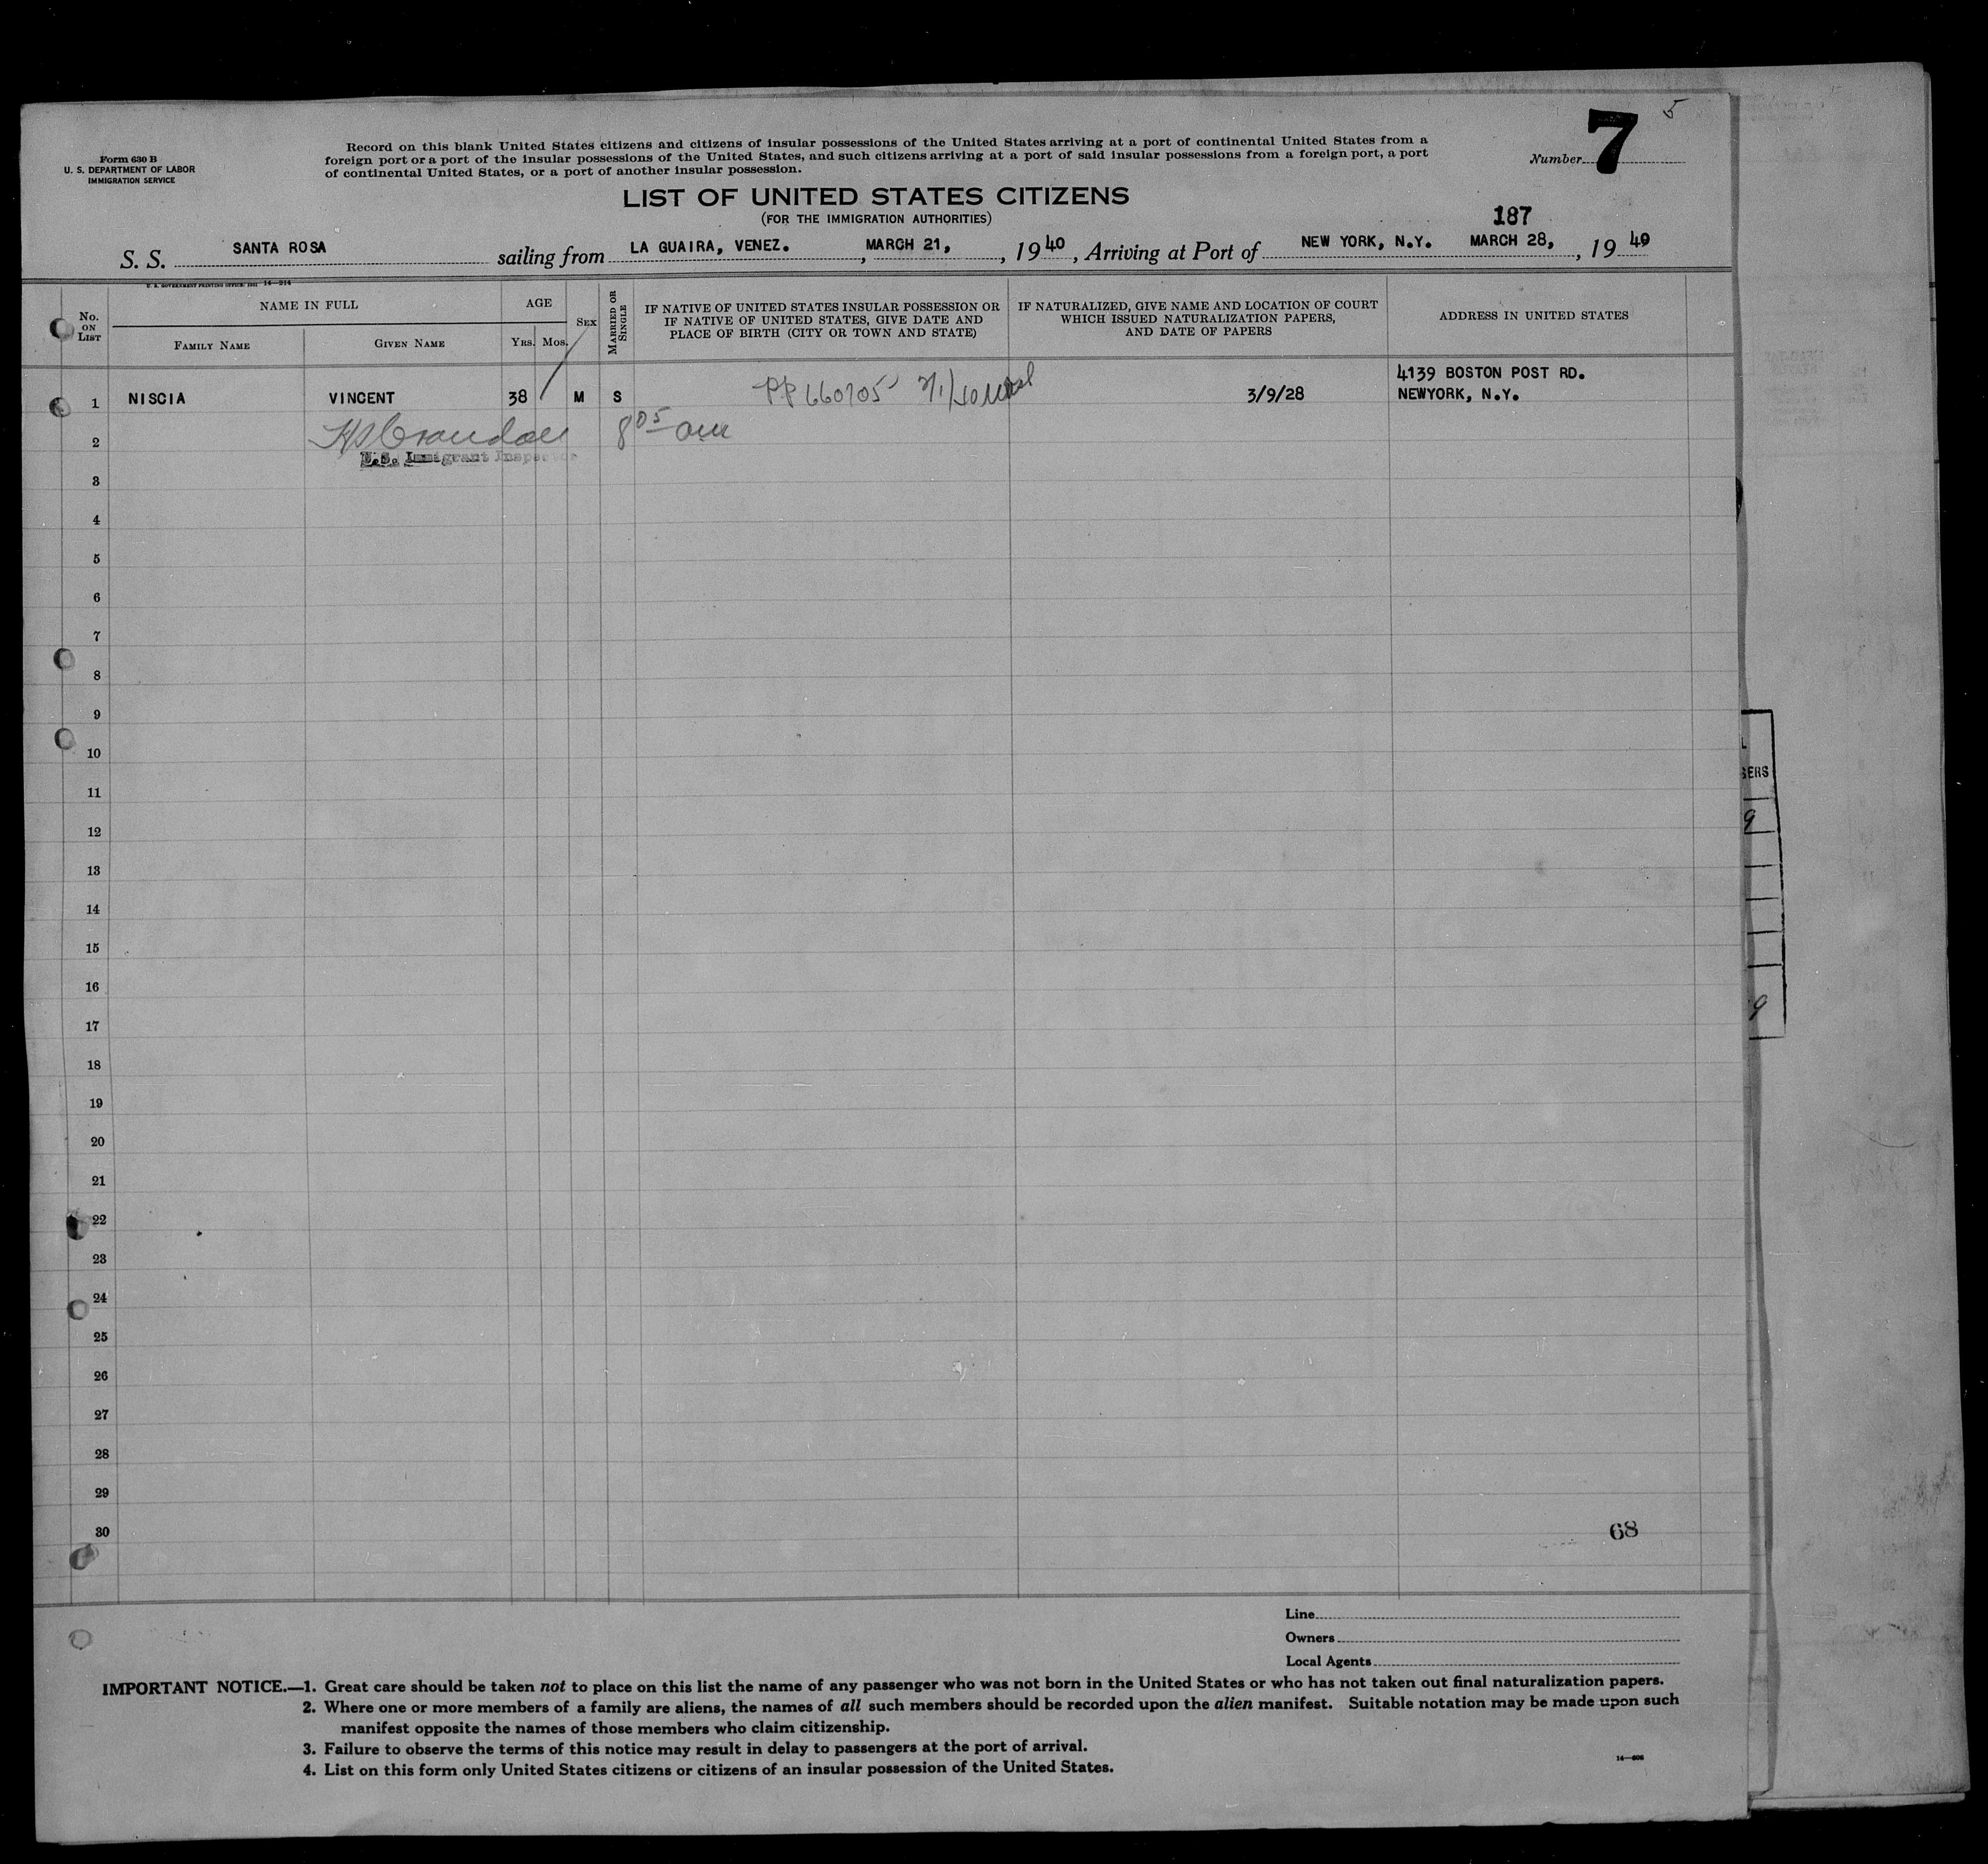 5
Form 630 B
U. S. DEPARTMENT OF LABOR
IMMIGRATION SERVICE
Record on this blank United States citizens and citizens of insular possessions of the United States arriving at a port of continental United States from a
foreign port or a port of the insular possessions of the United States, and such citizens arriving at a port of said insular possessions from a foreign port, a port
of continental United States, or a port of another insular possession.
Number 7
LIST OF UNITED STATES CITIZENS
(FOR THE IMMIGRATION AUTHORITIES)
187
S. S. SANTA ROSA sailing from LA GUAIRA, VENEZ. , MARCH 21, , 1940 , Arriving at Port of NEW YORK, N.Y. MARCH 28, , 1940
U. S. GOVERNMENT PRINTING OFFICE: 1931 14—214
No. ON LIST
NAME IN FULL
FAMILY NAME
GIVEN NAME
AGE
YRS. MOS.
SEX
MARRIED OR SINGLE
IF NATIVE OF UNITED STATES INSULAR POSSESSION OR
IF NATIVE OF UNITED STATES, GIVE DATE AND
PLACE OF BIRTH (CITY OR TOWN AND STATE)
IF NATURALIZED, GIVE NAME AND LOCATION OF COURT
WHICH ISSUED NATURALIZATION PAPERS,
AND DATE OF PAPERS
ADDRESS IN UNITED STATES
4139 BOSTON POST RD.
1 NISCIA VINCENT 38 M S PP 660705 3/9/28 NEWYORK, N.Y.
2 Crandall 8 05 am
U.S. Immigrant Inspector
3
4
5
6
7
8
9
10
11
12
13
14
15
16
17
18
19
20
21
22
23
24
25
26
27
28
29
30
68
Line
Owners
Local Agents
IMPORTANT NOTICE.—1. Great care should be taken not to place on this list the name of any passenger who was not born in the United States or who has not taken out final naturalization papers.
2. Where one or more members of a family are aliens, the names of all such members should be recorded upon the alien manifest. Suitable notation may be made upon such
manifest opposite the names of those members who claim citizenship.
3. Failure to observe the terms of this notice may result in delay to passengers at the port of arrival.
4. List on this form only United States citizens or citizens of an insular possession of the United States.